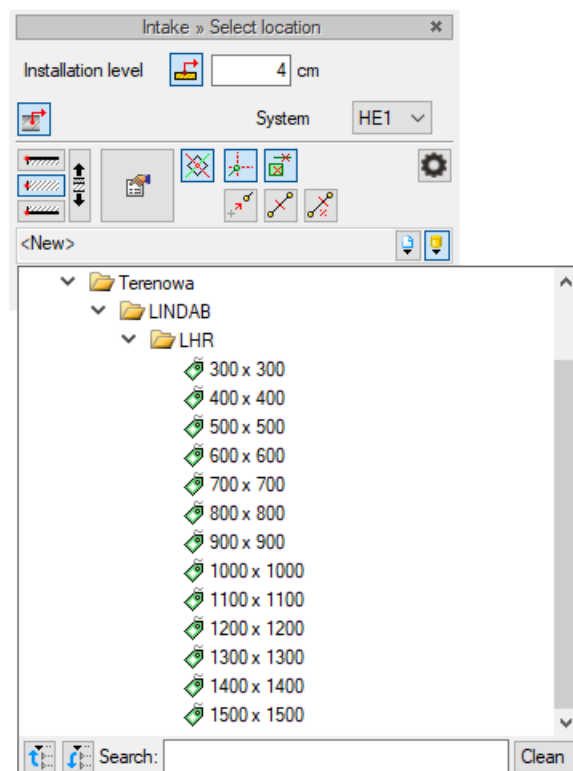 Intake » Select location
Installation level 4 cm
System HE1
<New>
Terenowa
LINDAB
LHR
300 x 300
400 x 400
500 x 500
600 x 600
700 x 700
800 x 800
900 x 900
1000 x 1000
1100 x 1100
1200 x 1200
1300 x 1300
1400 x 1400
1500 x 1500
Search: Clean